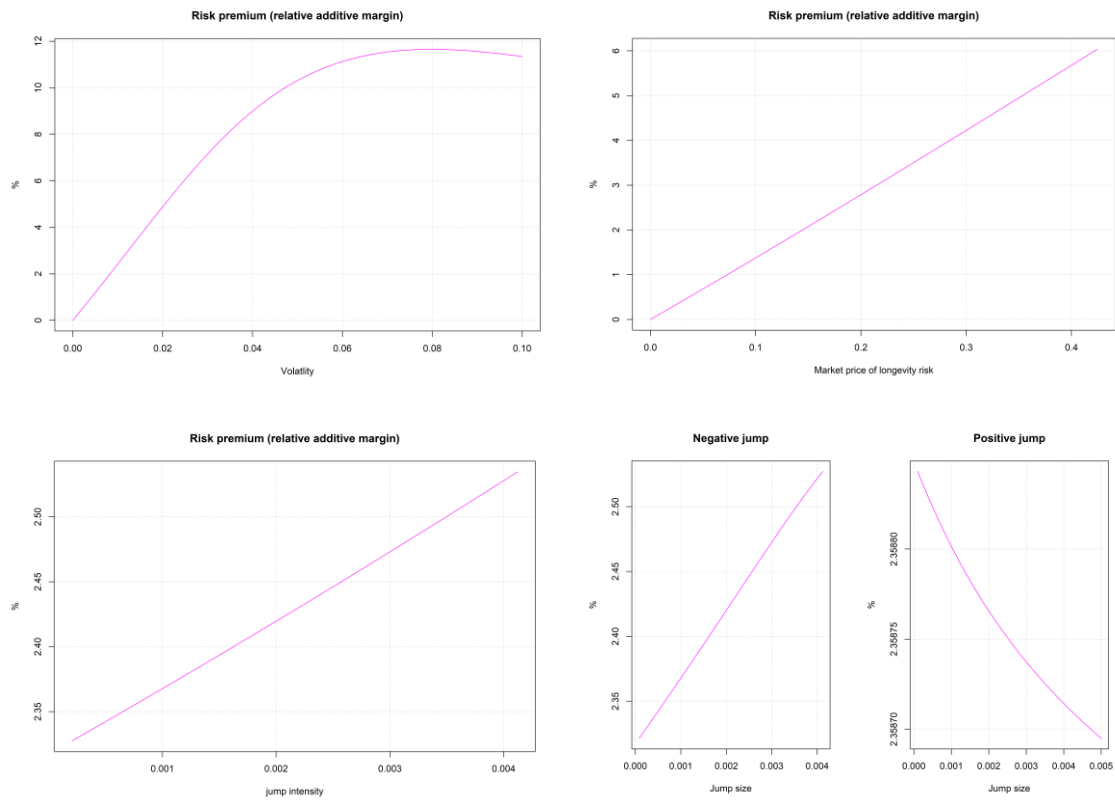 Risk premium (relative additive margin)
12
10
8
6
4
2
0
%
0.00 0.02 0.04 0.06 0.08 0.10
Volatlity
Risk premium (relative additive margin)
6
5
4
3
2
1
0
%
0.0 0.1 0.2 0.3 0.4
Market price of longevity risk
Risk premium (relative additive margin)
2.50
2.45
2.40
2.35
%
0.001 0.002 0.003 0.004
jump intensity
Negative jump
2.50
2.45
2.40
2.35
%
0.000 0.001 0.002 0.003 0.004
Jump size
Positive jump
2.35880
2.35875
2.35870
%
0.000 0.001 0.002 0.003 0.004 0.005
Jump size